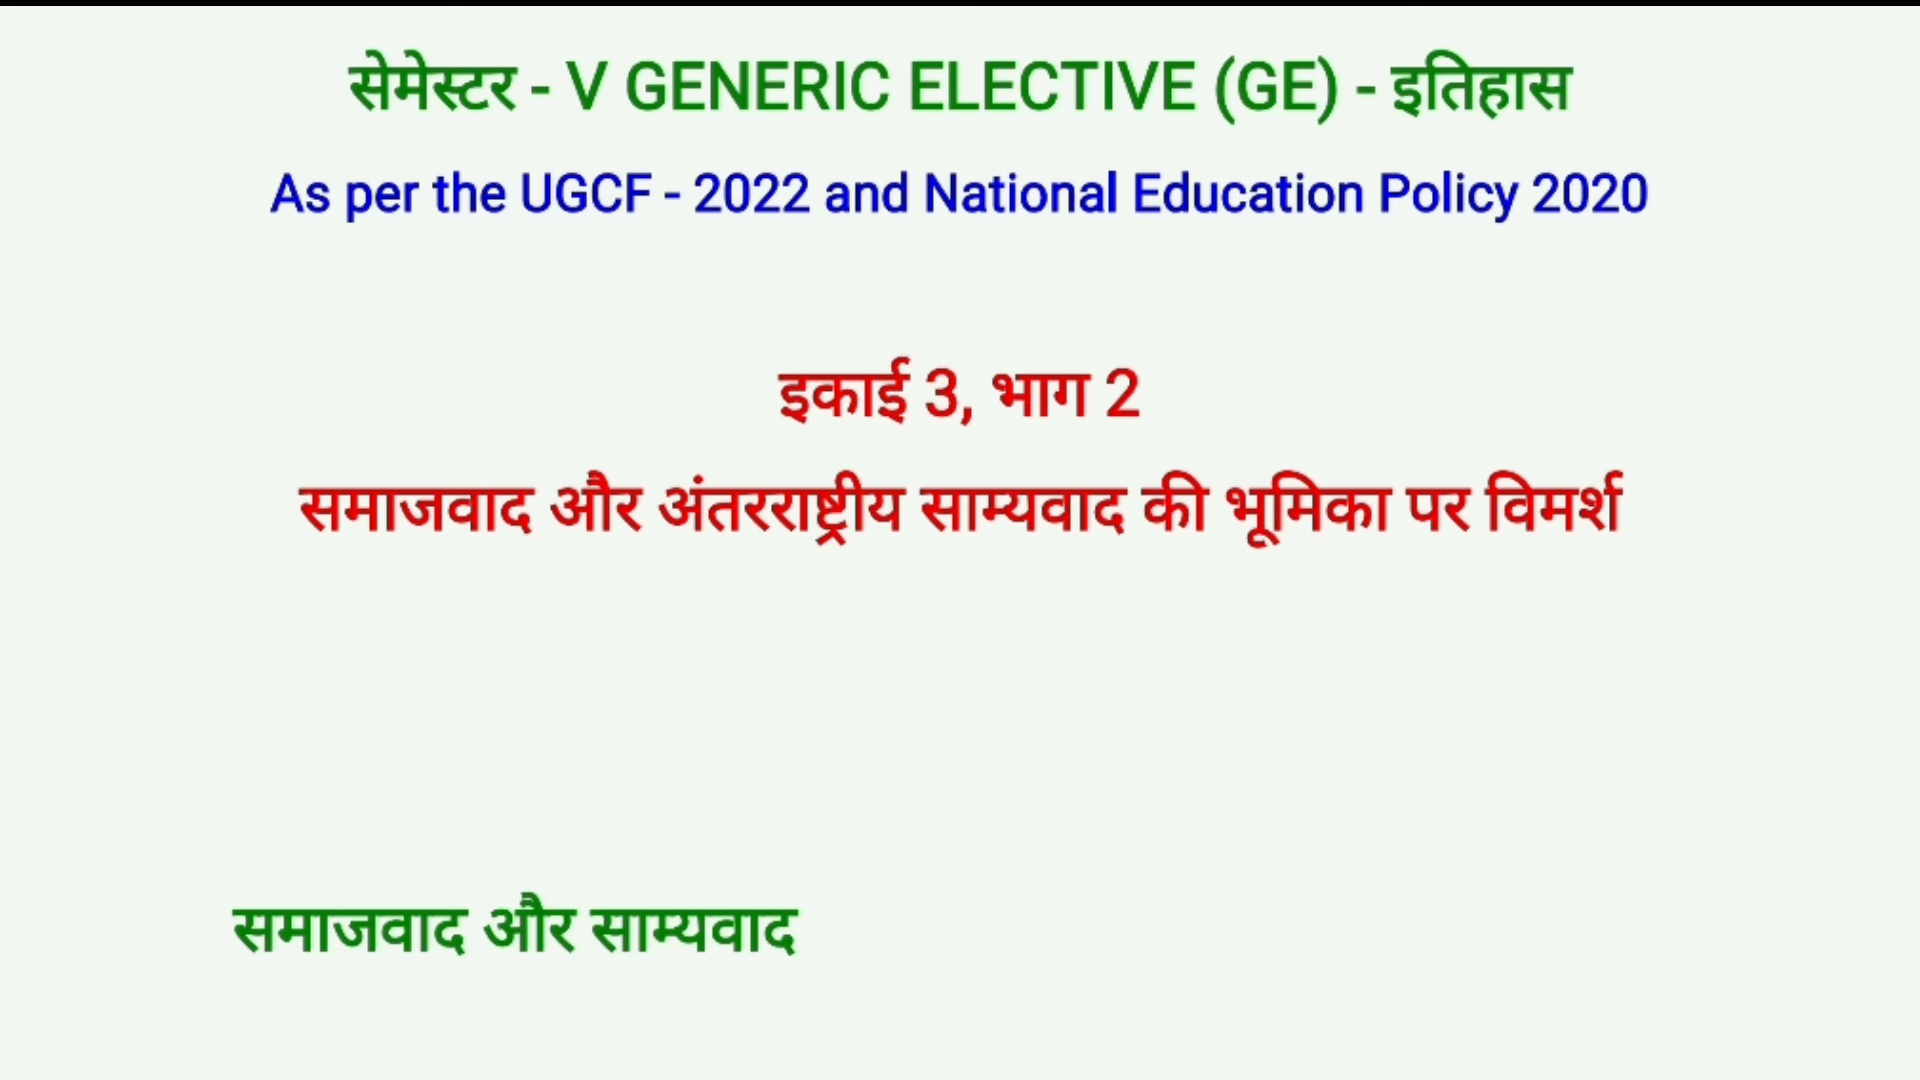 सेमेस्टर - V GENERIC ELECTIVE (GE) - इतिहास
As per the UGCF - 2022 and National Education Policy 2020
इकाई 3, भाग 2
समाजवाद और अंतरराष्ट्रीय साम्यवाद की भूमिका पर विमर्श
समाजवाद और साम्यवाद